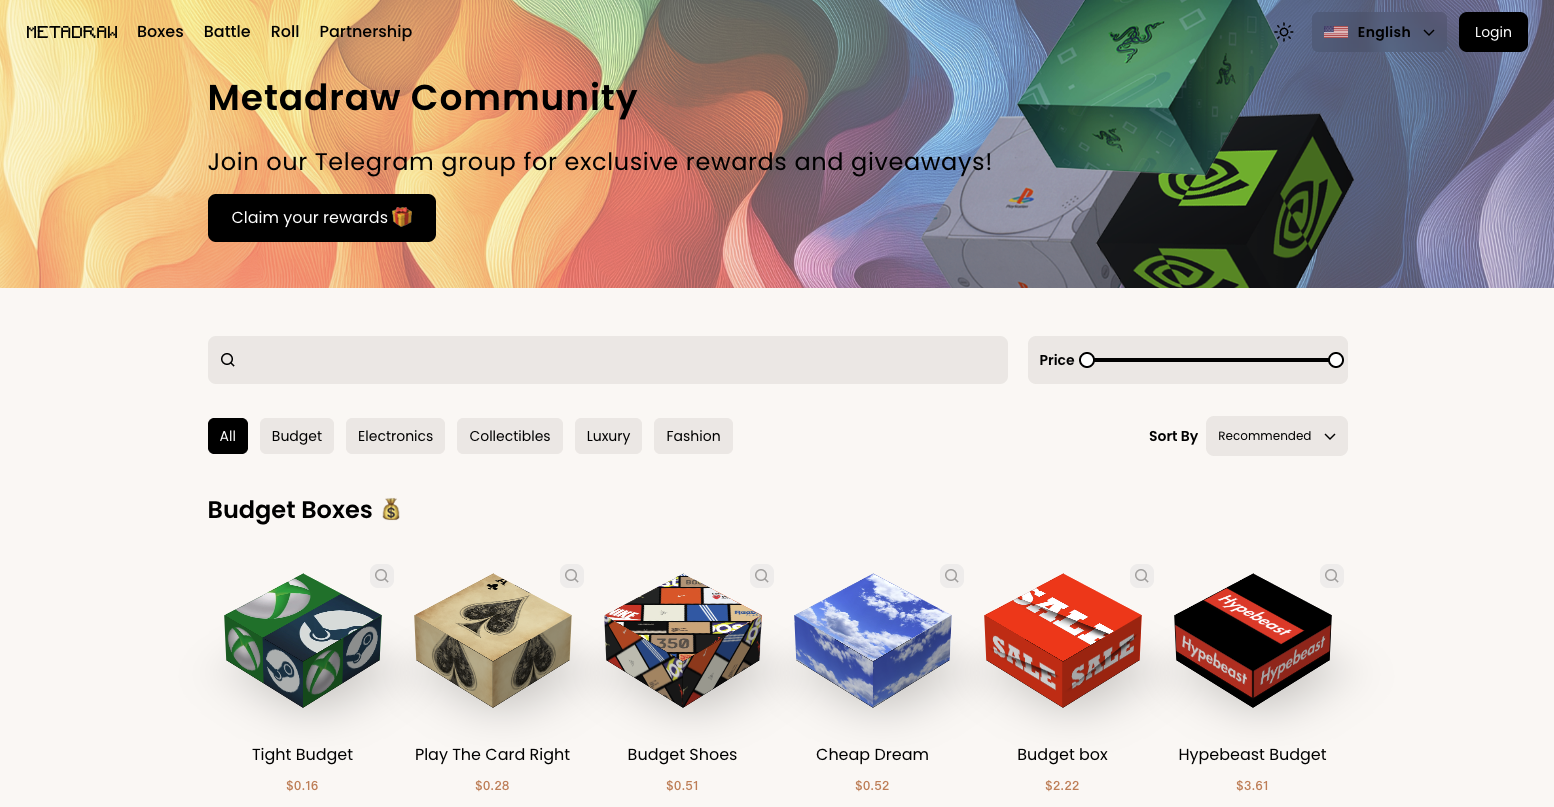 METADRAW Boxes Battle Roll Partnership English Login
Metadraw Community
Join our Telegram group for exclusive rewards and giveaways!
Claim your rewards 🎁
PlayStation
Price
All Budget Electronics Collectibles Luxury Fashion Sort By Recommended
Budget Boxes 💰
A
350
SALE
SALE SALE
Hypebeast
Hypebeast Hypebeast
Tight Budget Play The Card Right Budget Shoes Cheap Dream Budget box Hypebeast Budget
$0.16 $0.28 $0.51 $0.52 $2.22 $3.61